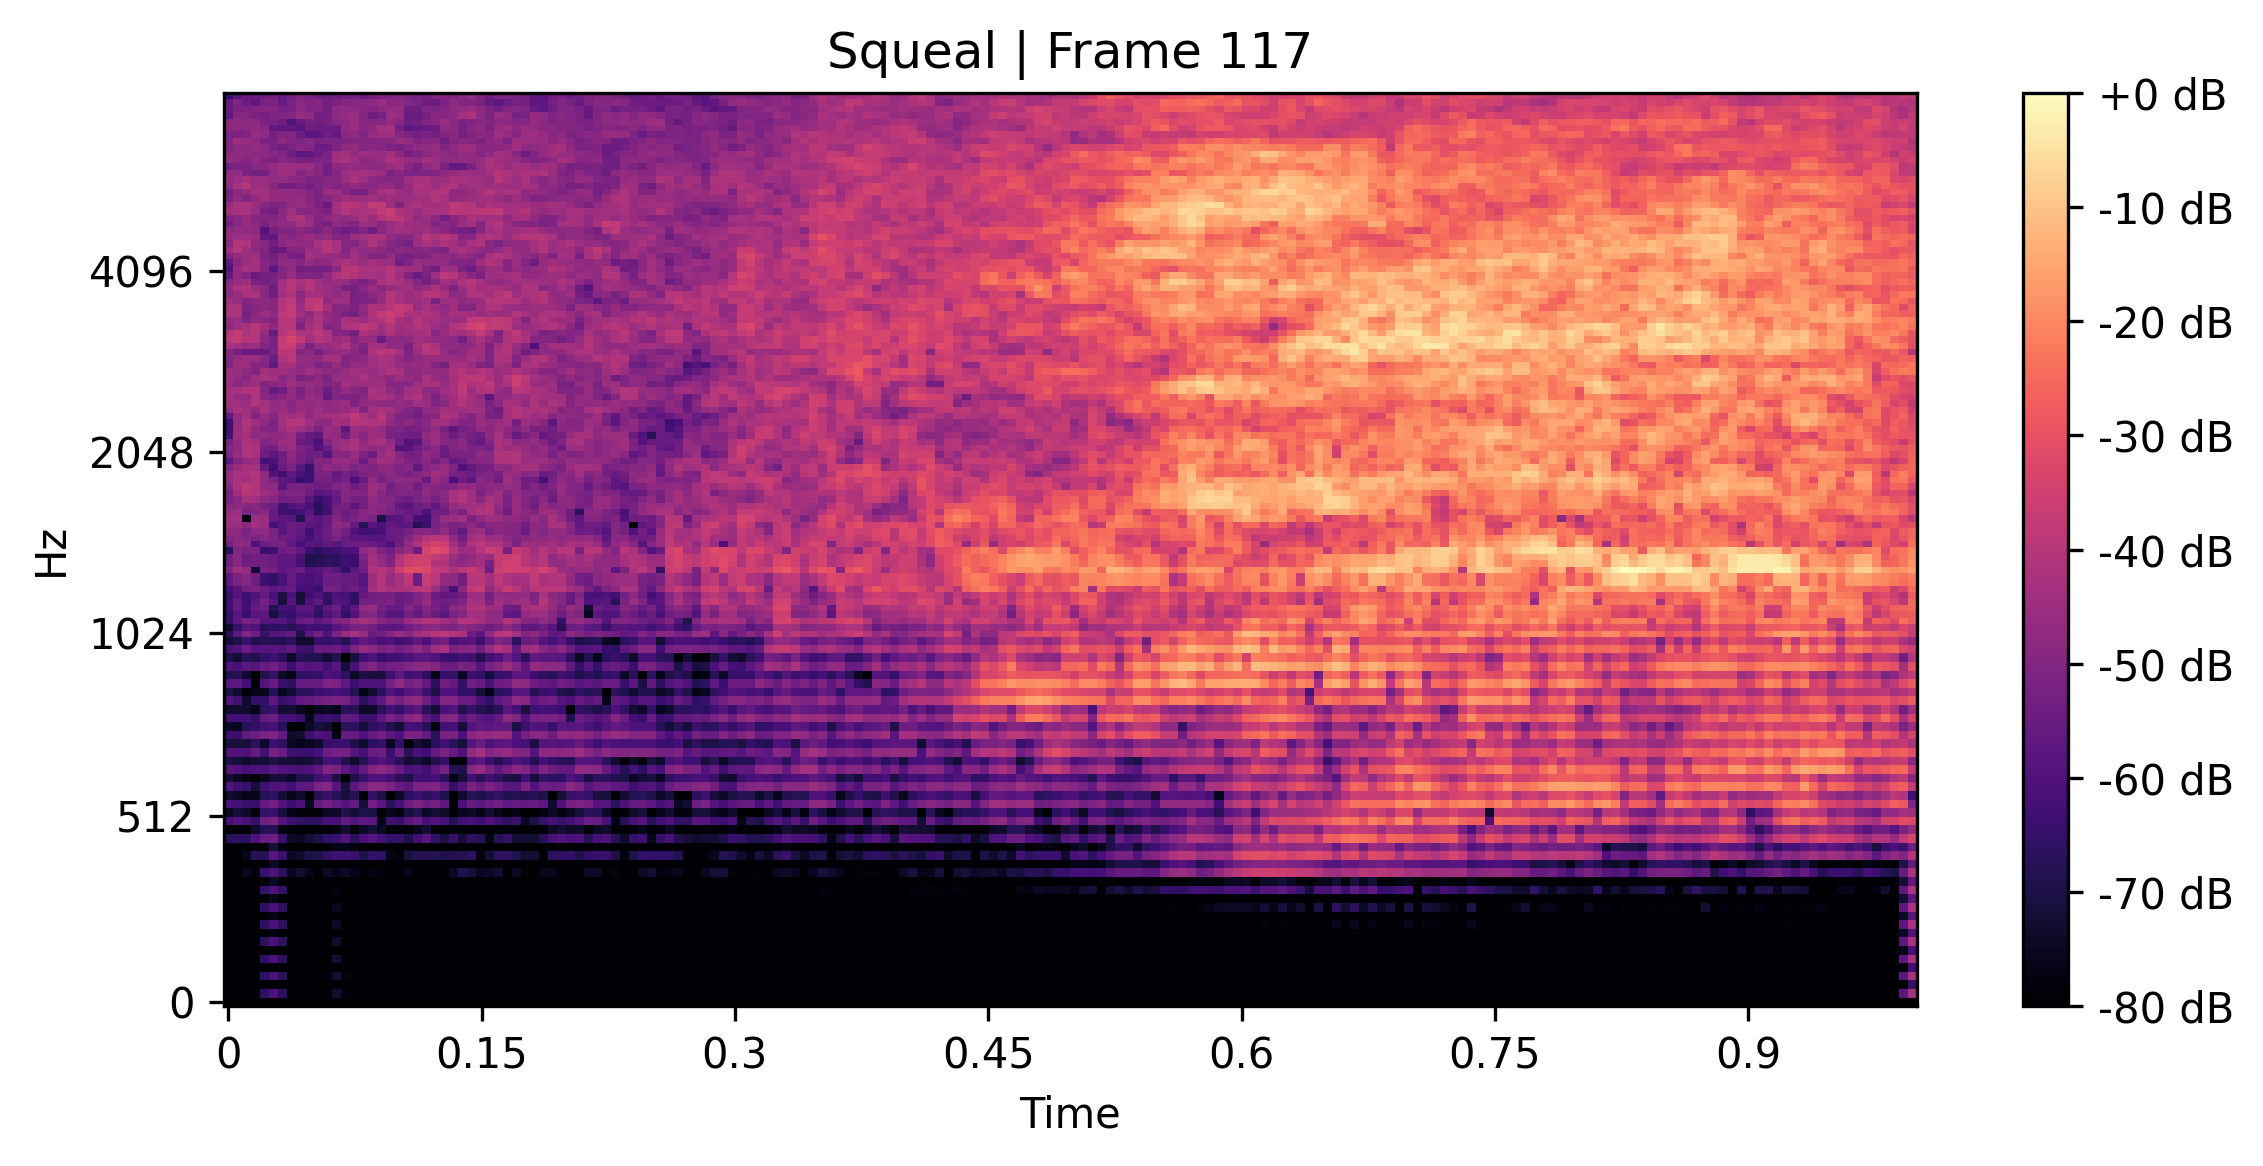 Squeal | Frame 117
+0 dB
-10 dB
-20 dB
-30 dB
-40 dB
-50 dB
-60 dB
-70 dB
-80 dB
Hz
4096
2048
1024
512
0
0 0.15 0.3 0.45 0.6 0.75 0.9
Time